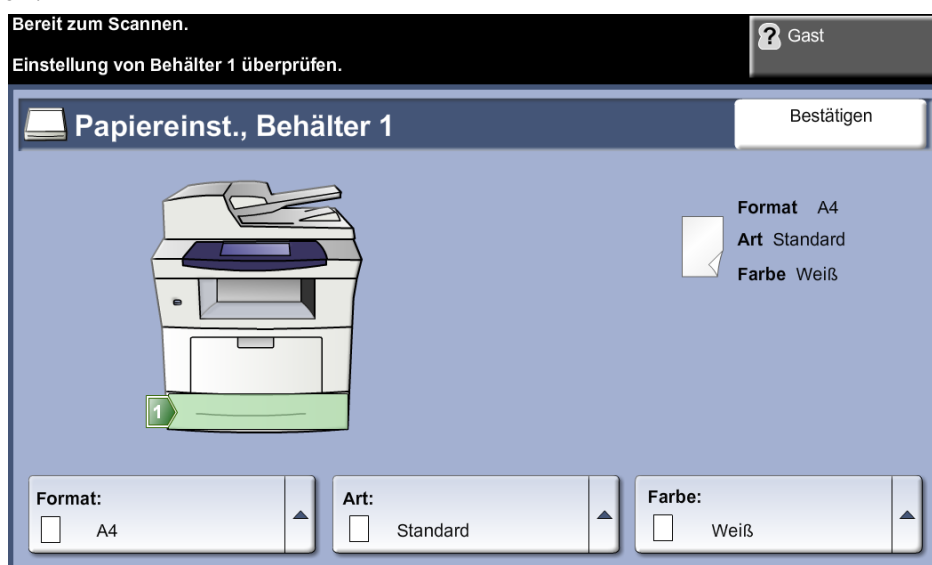 Bereit zum Scannen.
Gast
Einstellung von Behälter 1 überprüfen.
Papiereinst., Behälter 1
Bestätigen
Format A4
Art Standard
Farbe Weiß
1
Format:
A4
Art:
Standard
Farbe:
Weiß